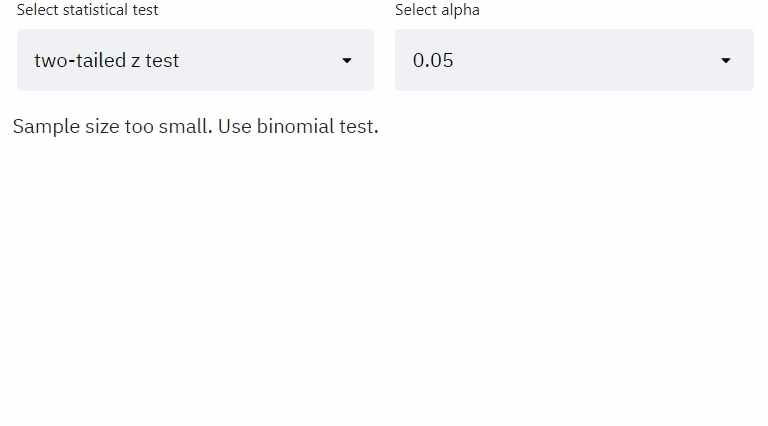 Select statistical test
Select alpha
two-tailed z test
0.05
Sample size too small. Use binomial test.